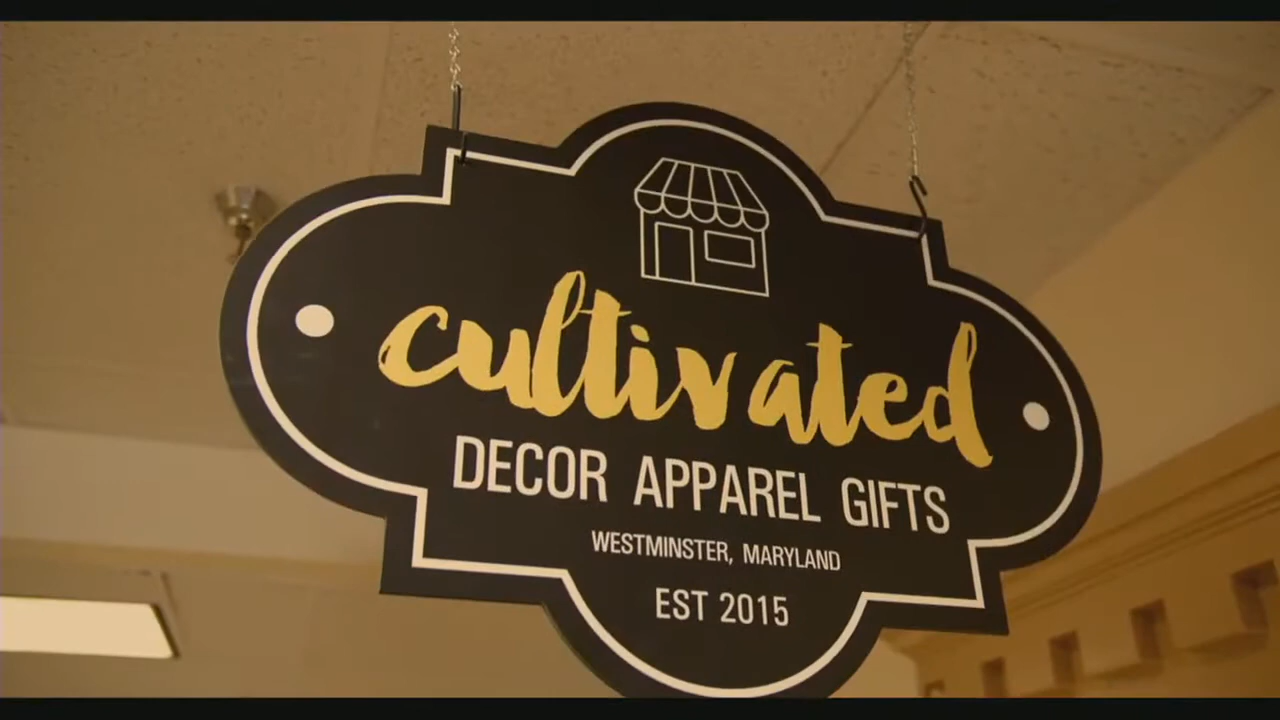 cultivated
DECOR APPAREL GIFTS
WESTMINSTER, MARYLAND
EST 2015